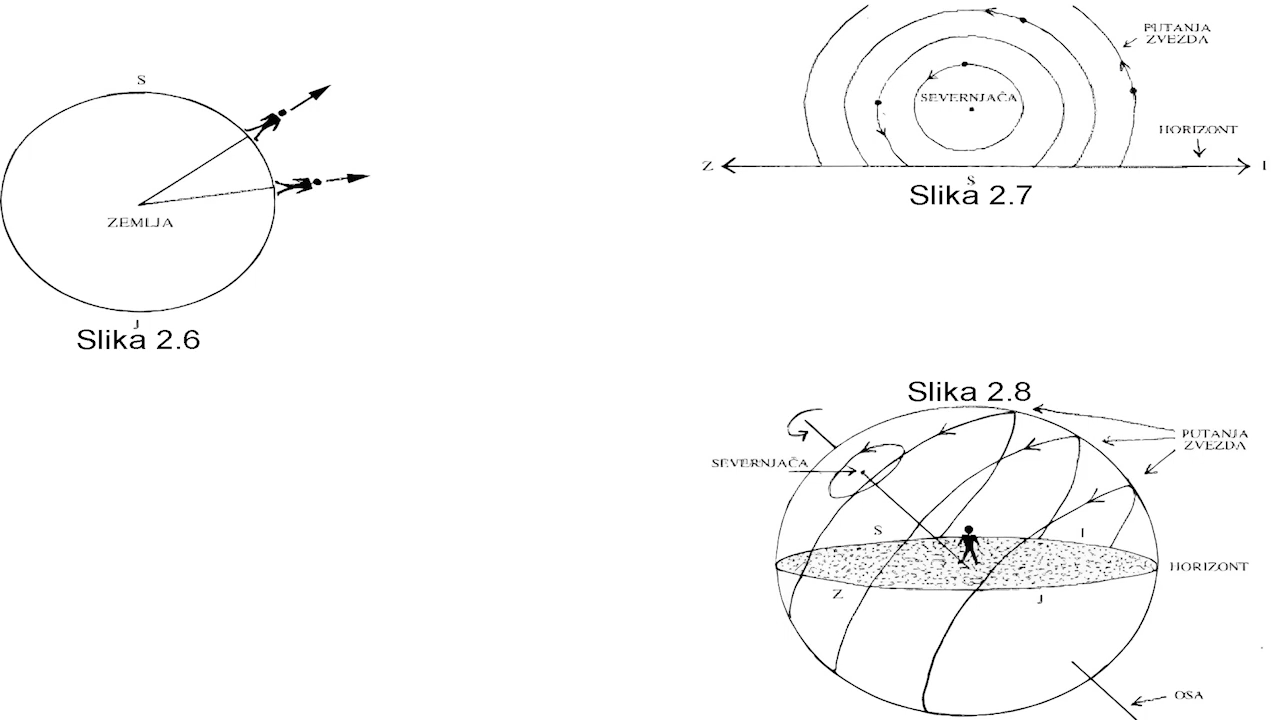 S
ZEMLJA
J
Slika 2.6
PUTANJA
ZVEZDA
SEVERNJAČA
HORIZONT
Z
I
S
Slika 2.7
Slika 2.8
PUTANJA
ZVEZDA
SEVERNJAČA
S
I
HORIZONT
Z
J
OSA